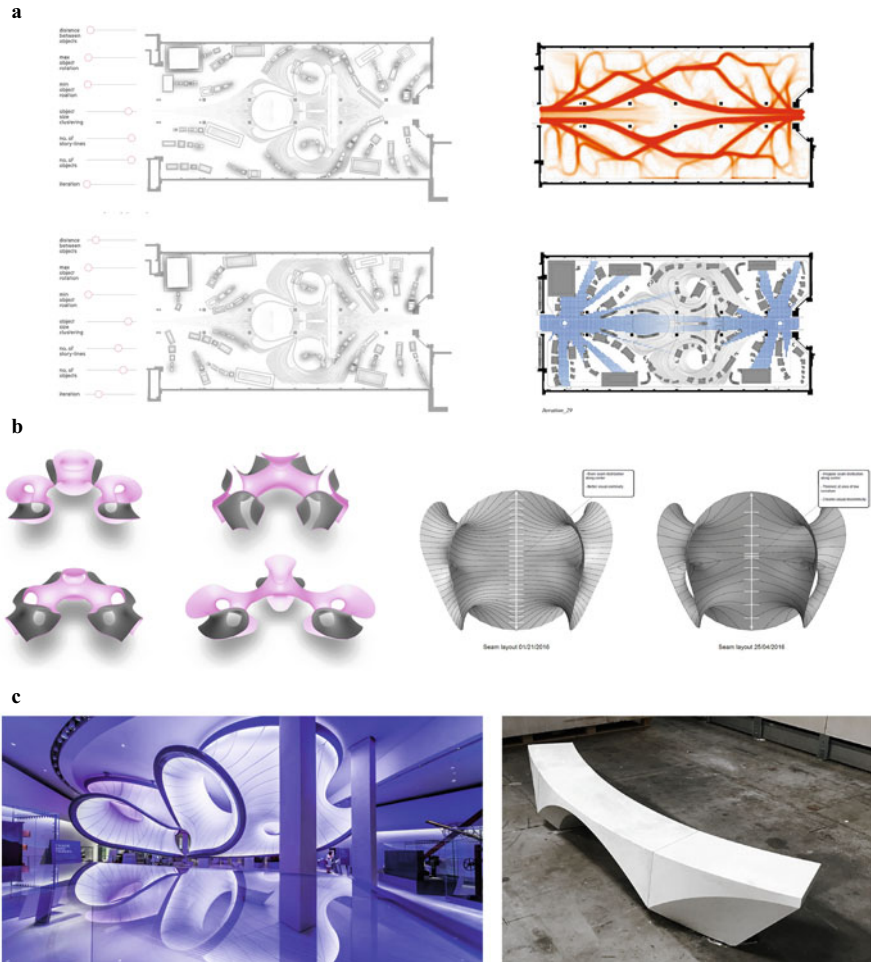 a
distance
between
objects
max
object
rotation
min
object
rotation
object
size
clustering
no. of
story-lines
no. of
objects
iteration
distance
between
objects
max
object
rotation
min
object
rotation
object
size
clustering
no. of
story-lines
no. of
objects
iteration
Iteration_29
b
Seam layout 01/21/2016
Seam layout 25/04/2016
c